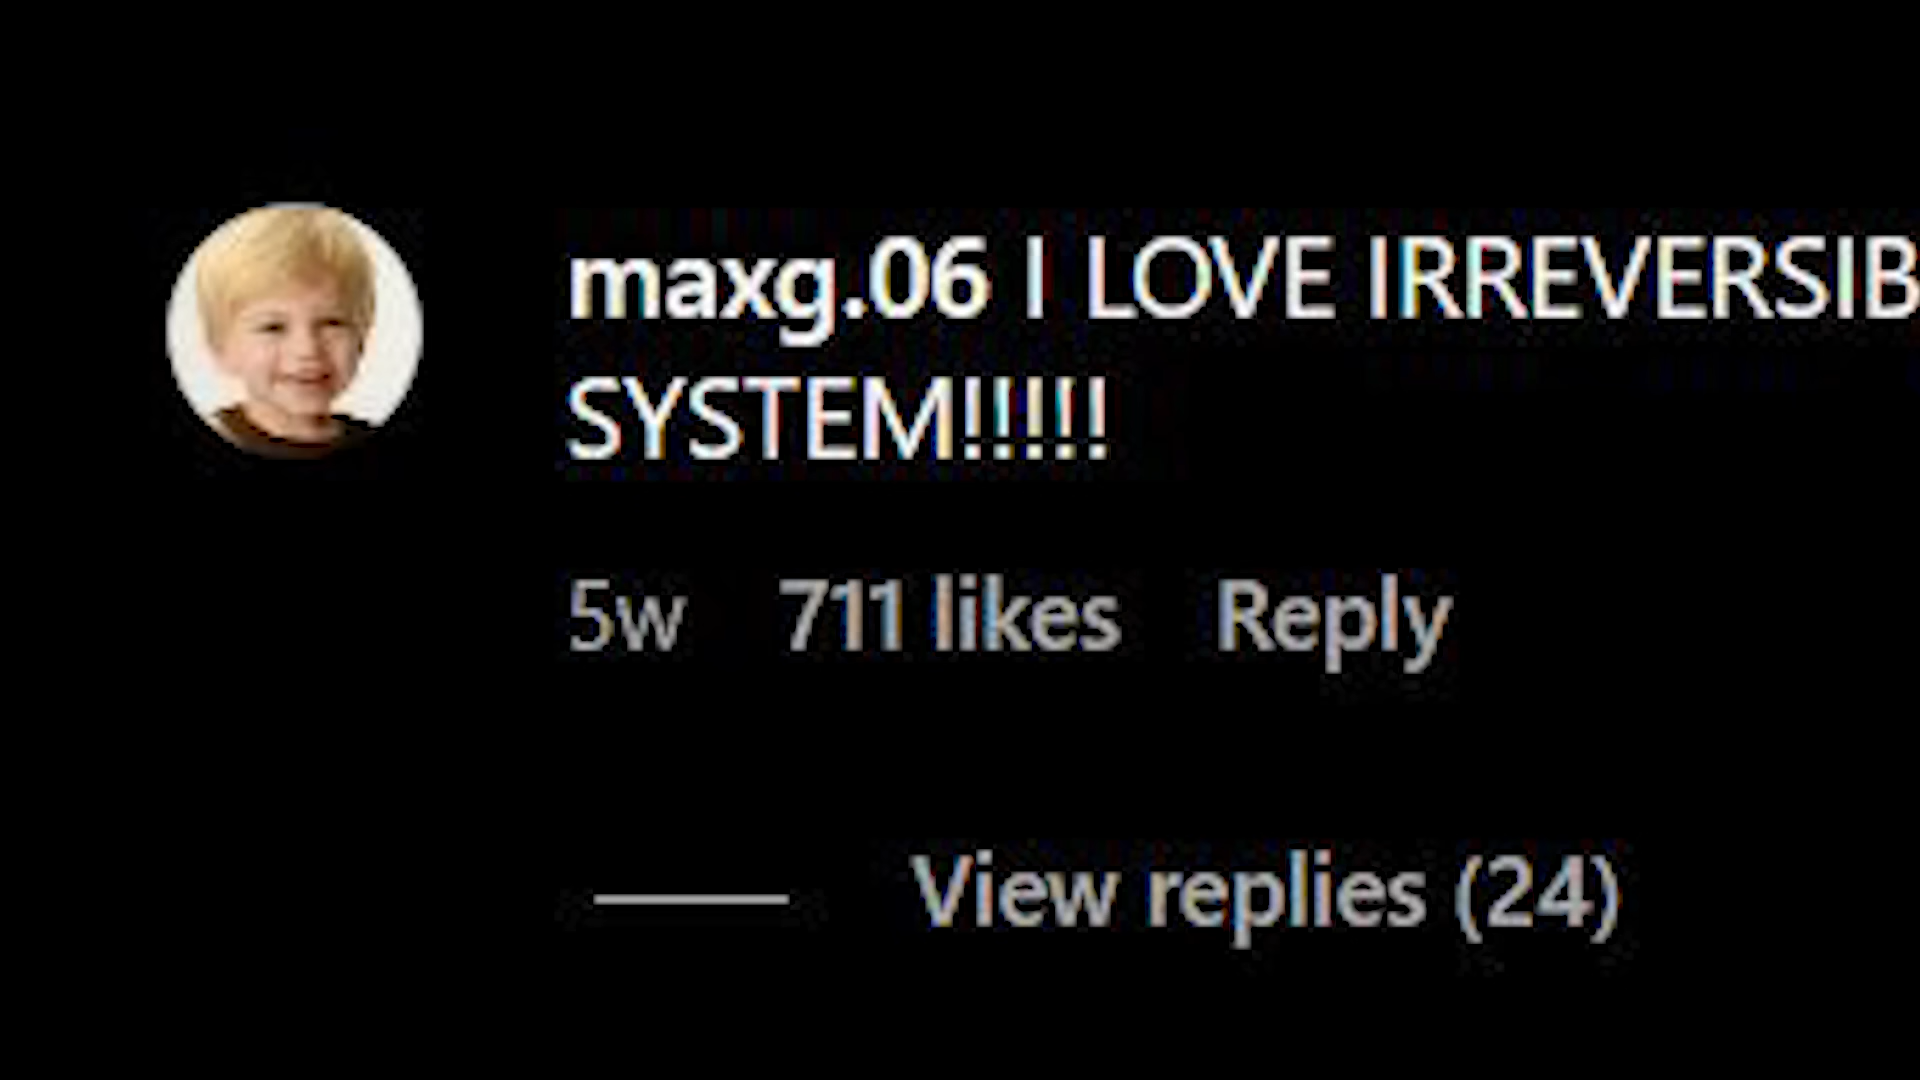 maxg.06 I LOVE IRREVERSIB
SYSTEM!!!!!
5w 711 likes Reply
View replies (24)